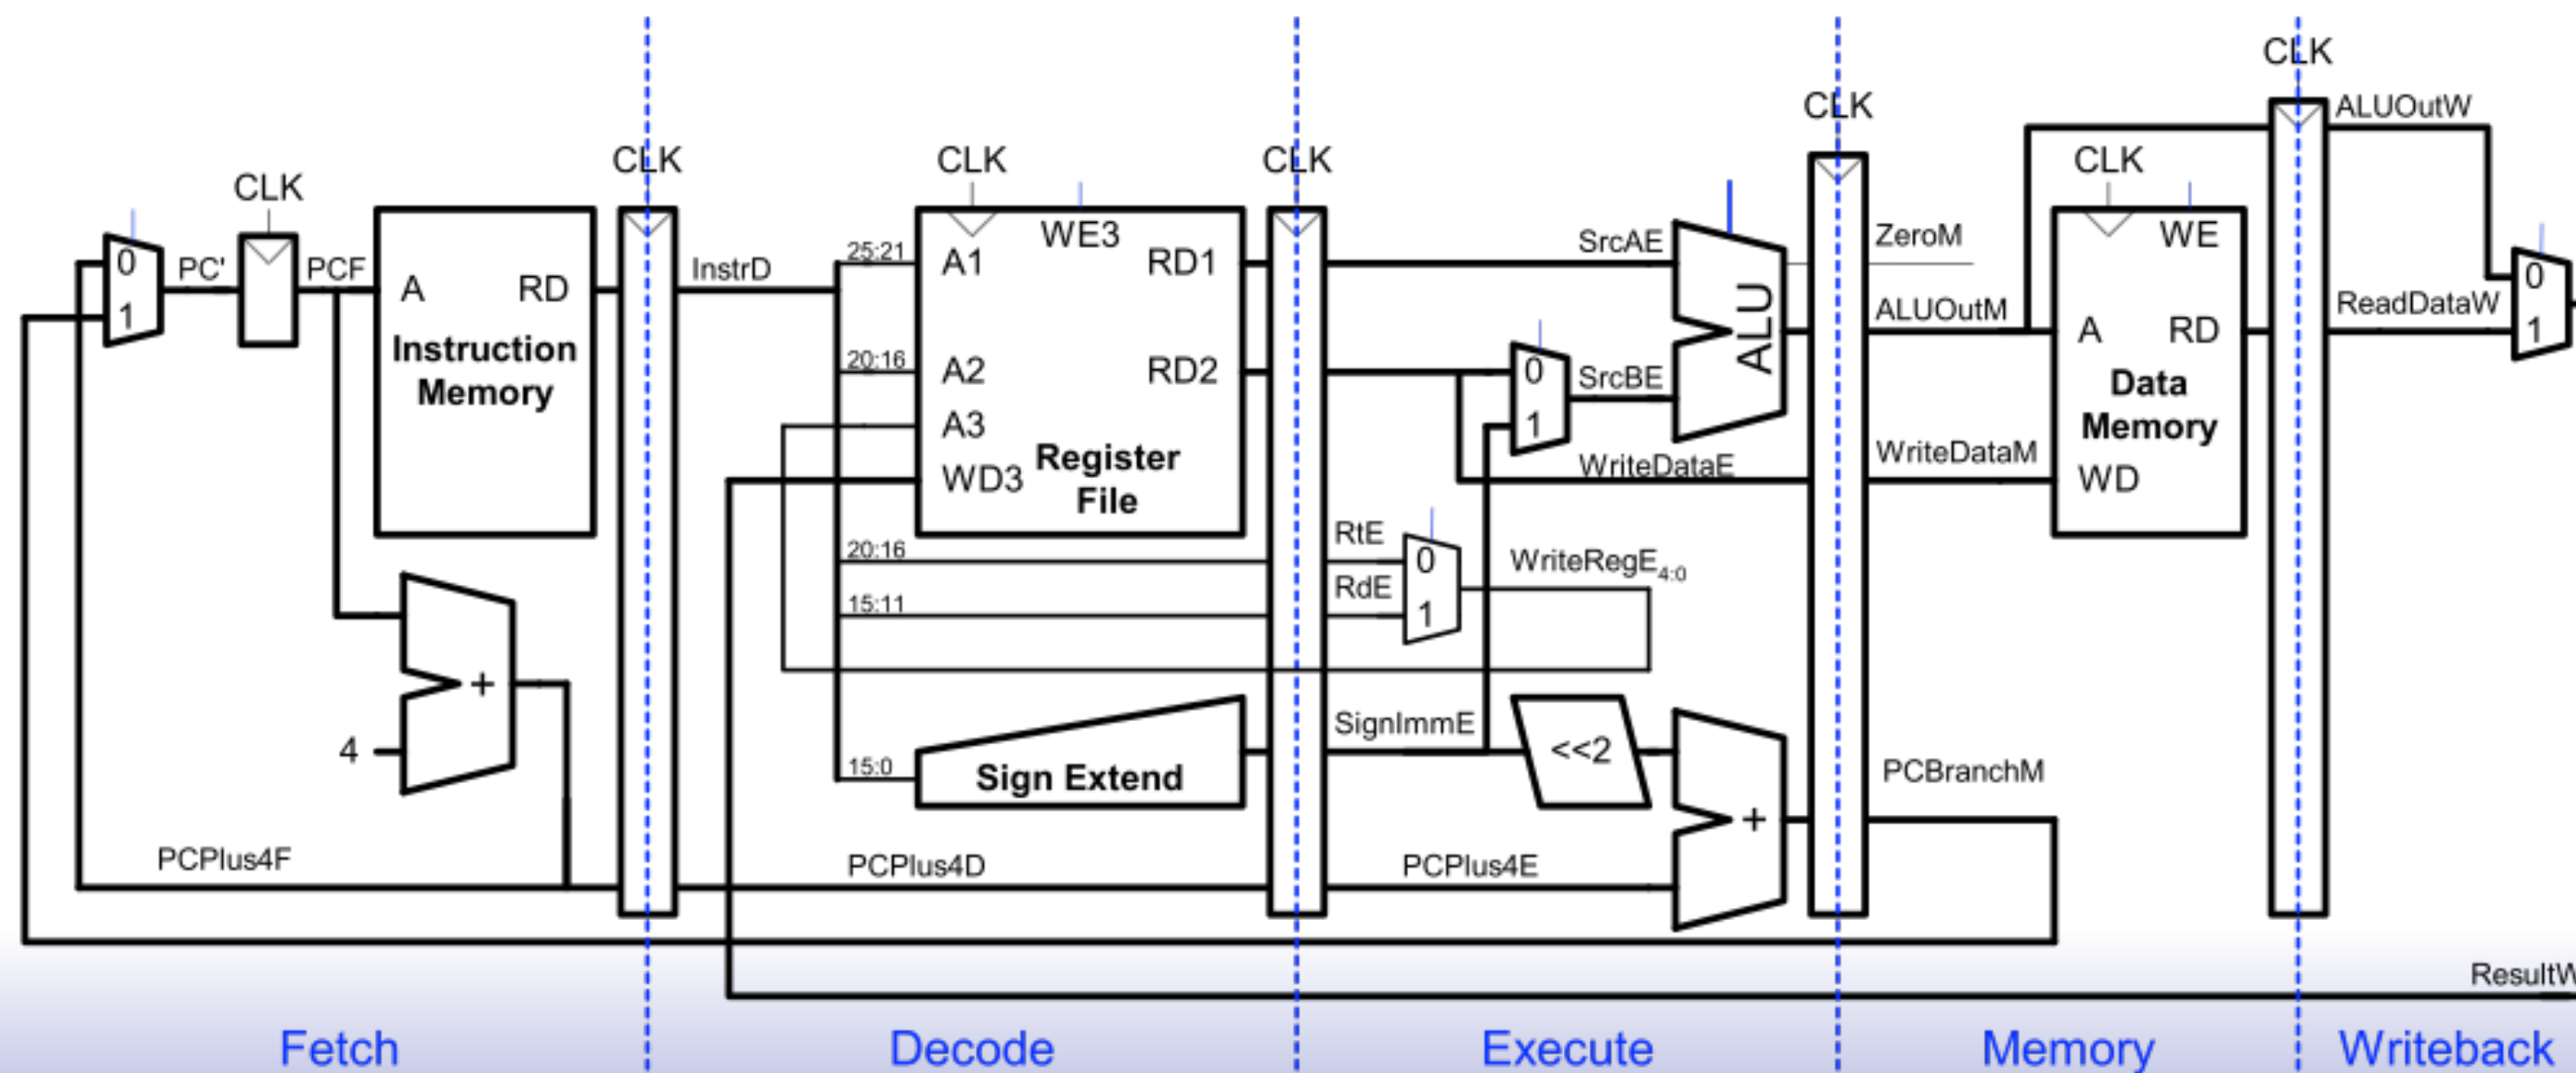 CLK
ALUOutW
CLK
CLK
CLK
CLK
CLK
CLK
WE3
WE
ZeroM
SrcAE
25:21
A1
RD1
0
PC'
PCF
InstrD
0
A
RD
ALU
ALUOutM
A
RD
ReadDataW
0
1
1
Instruction
Memory
20:16
A2
RD2
0
SrcBE
1
Data
Memory
A3
Register
File
WD3
WriteDataE
WriteDataM
WD
20:16
RtE
0
WriteRegE4:0
15:11
RdE
1
+
4
15:0
Sign Extend
SignImmE
<<2
+
PCBranchM
PCPlus4F
PCPlus4D
PCPlus4E
ResultW
Fetch
Decode
Execute
Memory
Writeback